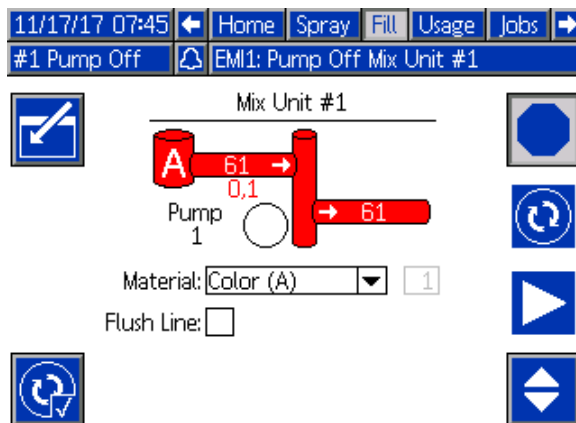 11/17/17 07:45 Home Spray Fill Usage Jobs
#1 Pump Off EMI1: Pump Off Mix Unit #1
Mix Unit #1
A 61
0,1
61
Pump
1
Material: Color (A) 1
Flush Line: